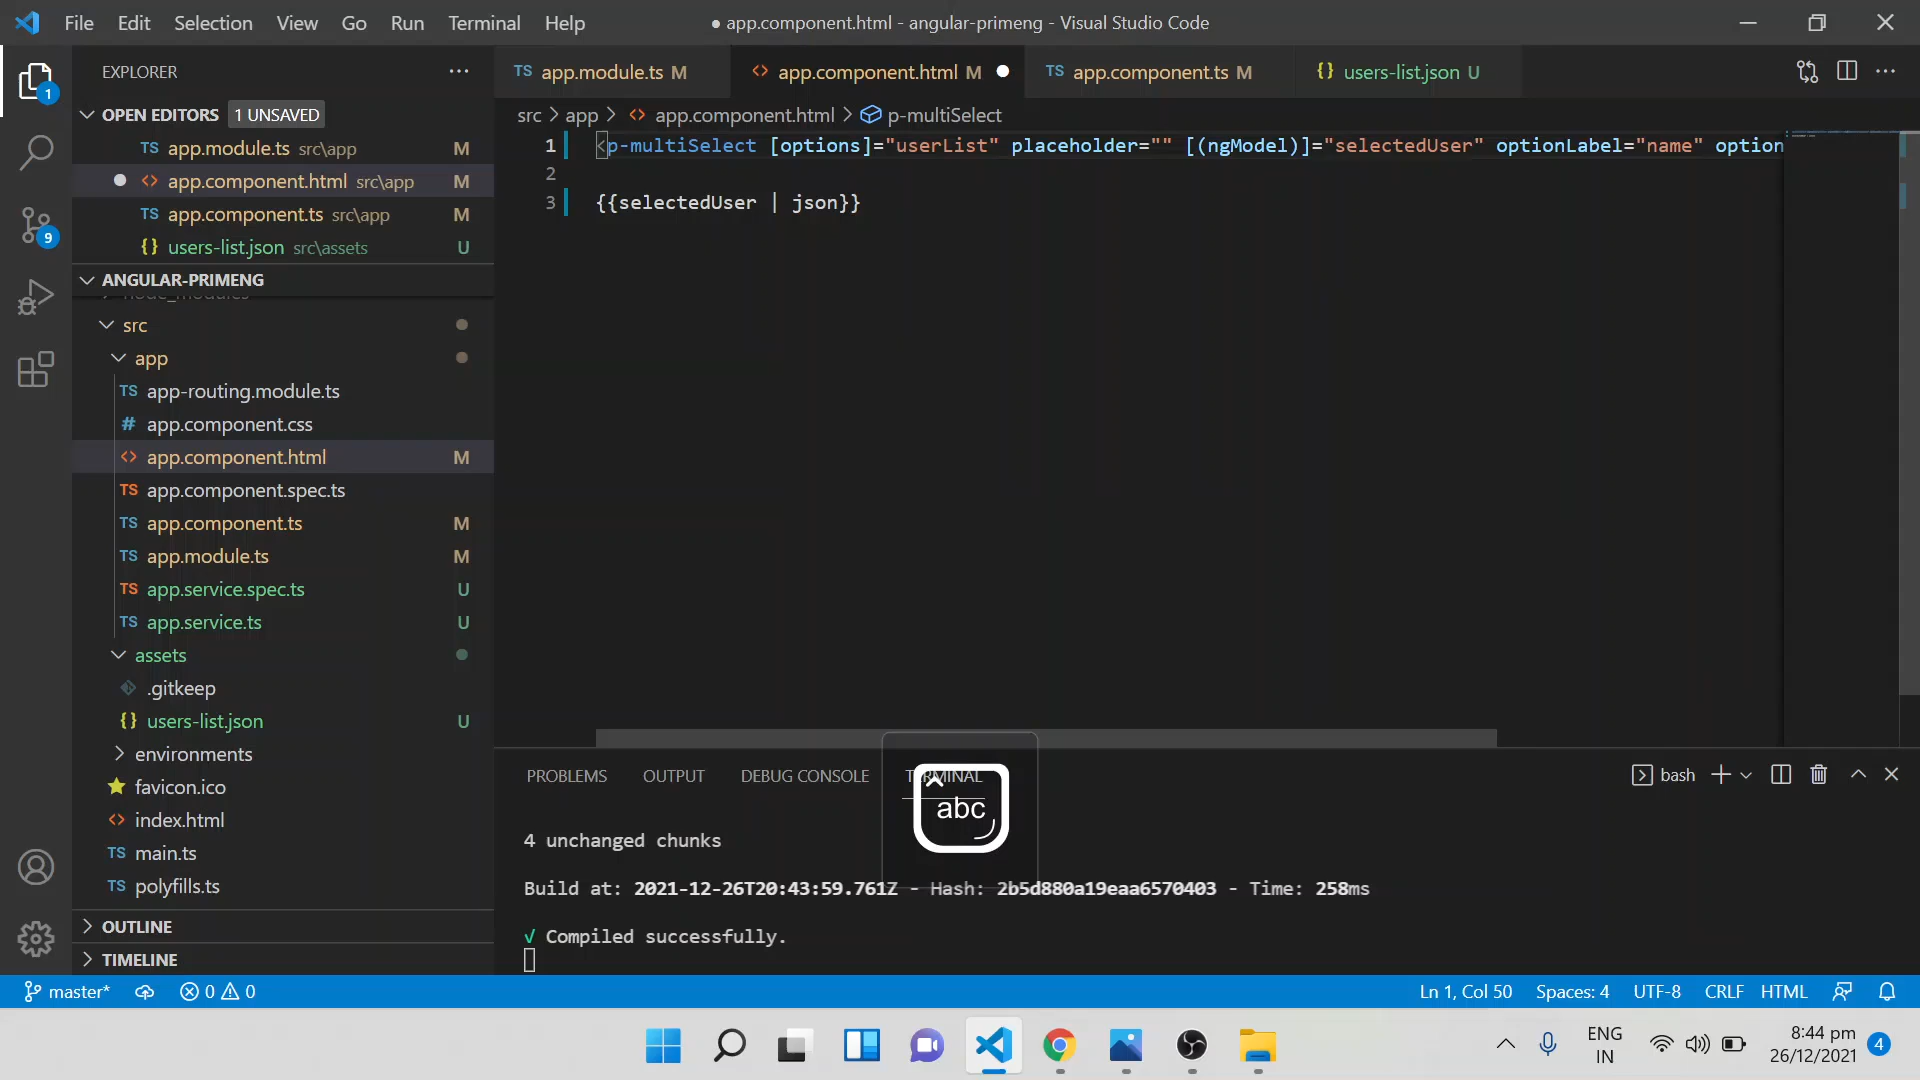 File Edit Selection View Go Run Terminal Help
● app.component.html - angular-primeng - Visual Studio Code
EXPLORER
1
OPEN EDITORS 1 UNSAVED
TS app.module.ts src\app M
<> app.component.html src\app M
TS app.component.ts src\app M
{} users-list.json src\assets U
9
ANGULAR-PRIMENG
node_modules
src
app
TS app-routing.module.ts
# app.component.css
<> app.component.html M
TS app.component.spec.ts
TS app.component.ts M
TS app.module.ts M
TS app.service.spec.ts U
TS app.service.ts U
assets
.gitkeep
{} users-list.json U
environments
favicon.ico
<> index.html
TS main.ts
TS polyfills.ts
OUTLINE
TIMELINE
TS app.module.ts M
<> app.component.html M
TS app.component.ts M
{} users-list.json U
src > app > <> app.component.html > p-multiSelect
1 <p-multiSelect [options]="userList" placeholder="" [(ngModel)]="selectedUser" optionLabel="name" option
2
3 {{selectedUser | json}}
PROBLEMS OUTPUT DEBUG CONSOLE TERMINAL
bash
abc
4 unchanged chunks
Build at: 2021-12-26T20:43:59.761Z - Hash: 2b5d880a19eaa6570403 - Time: 258ms
√ Compiled successfully.
master* 0 0
Ln 1, Col 50 Spaces: 4 UTF-8 CRLF HTML
ENG
IN
8:44 pm
26/12/2021
4